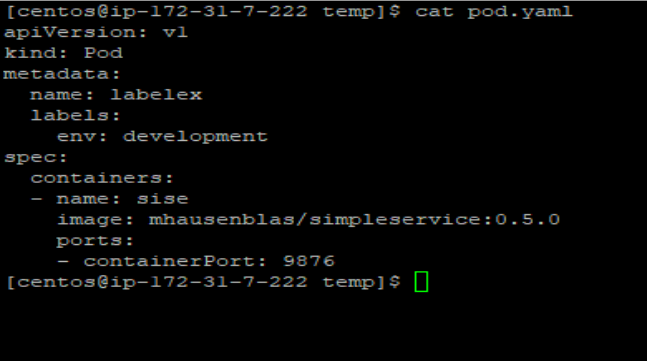 [centos@ip-172-31-7-222 temp]$ cat pod.yaml
apiVersion: v1
kind: Pod
metadata:
  name: labelex
  labels:
    env: development
spec:
  containers:
  - name: sise
    image: mhausenblas/simpleservice:0.5.0
    ports:
    - containerPort: 9876
[centos@ip-172-31-7-222 temp]$